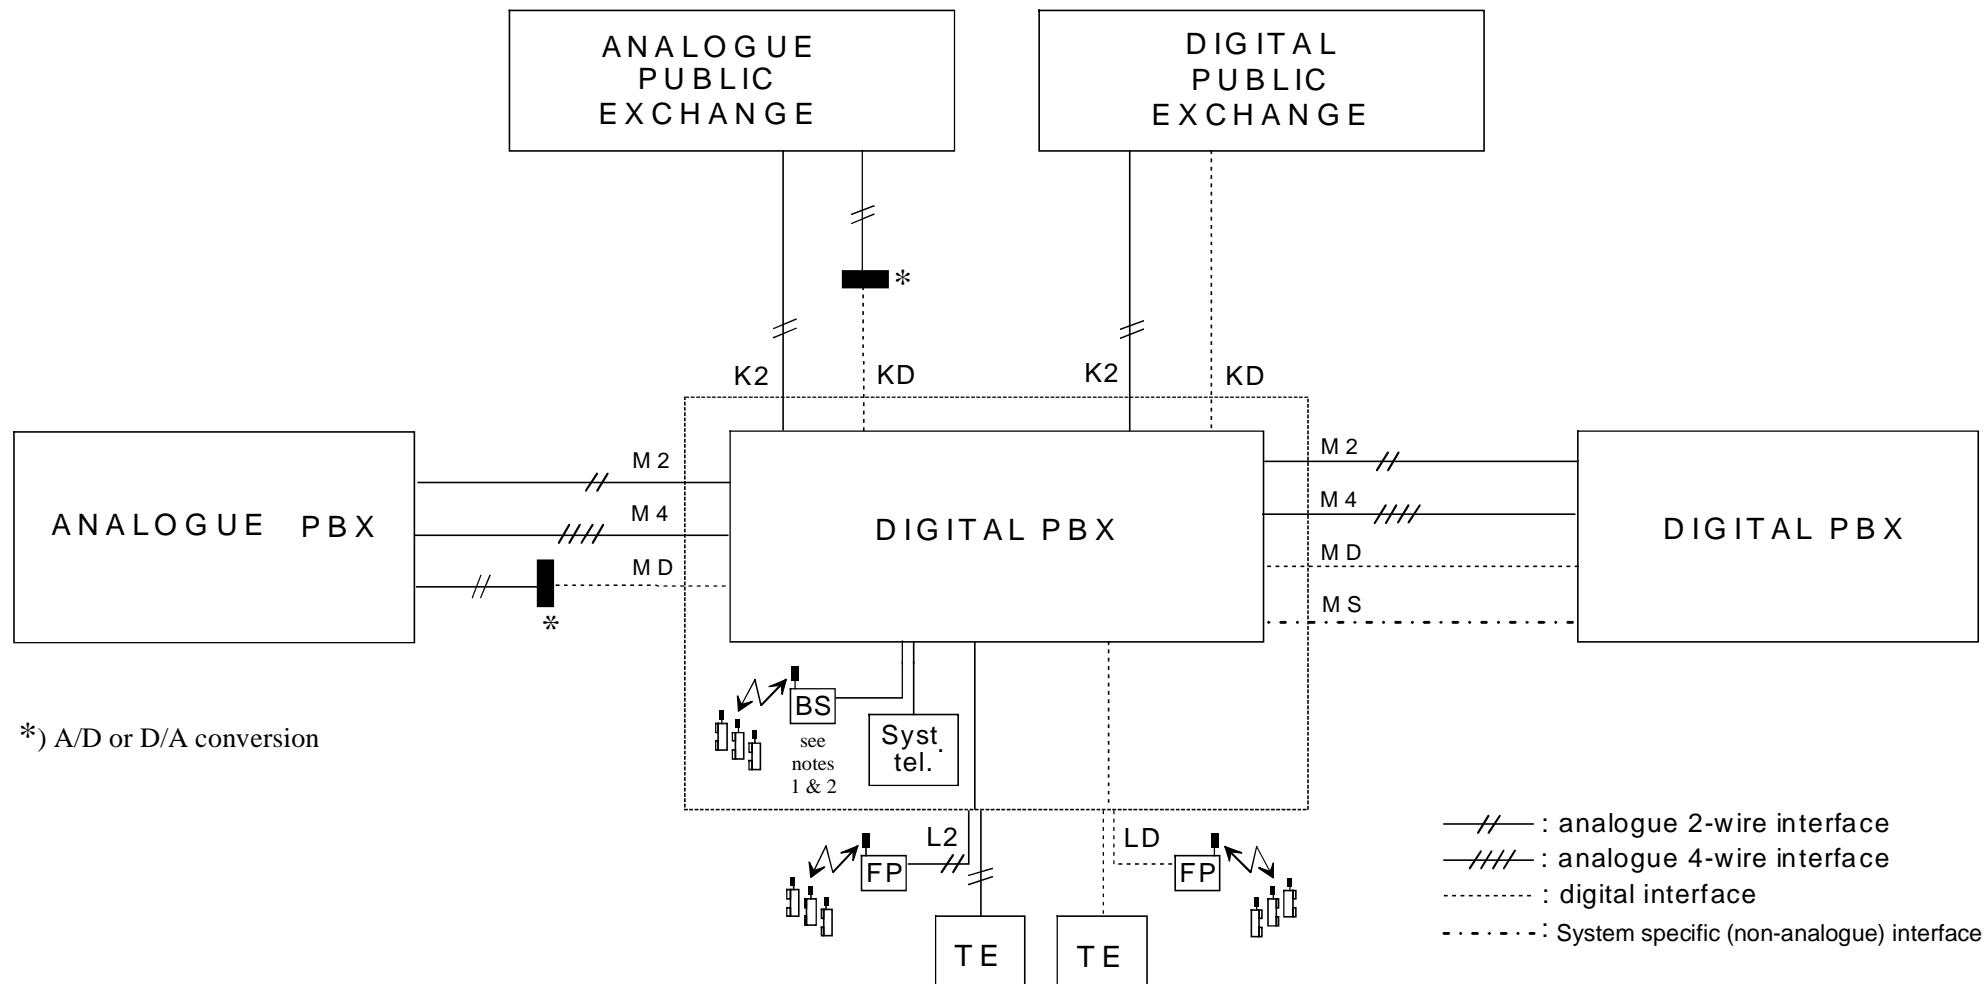 ANALOGUE
PUBLIC
EXCHANGE
DIGITAL
PUBLIC
EXCHANGE
*
K2
KD
K2
KD
ANALOGUE PBX
M2
M4
MD
*
DIGITAL PBX
M2
M4
MD
MS
DIGITAL PBX
BS
see
notes
1 & 2
Syst.
tel.
*) A/D or D/A conversion
FP
L2
LD
FP
TE
TE
: analogue 2-wire interface
: analogue 4-wire interface
: digital interface
: System specific (non-analogue) interface